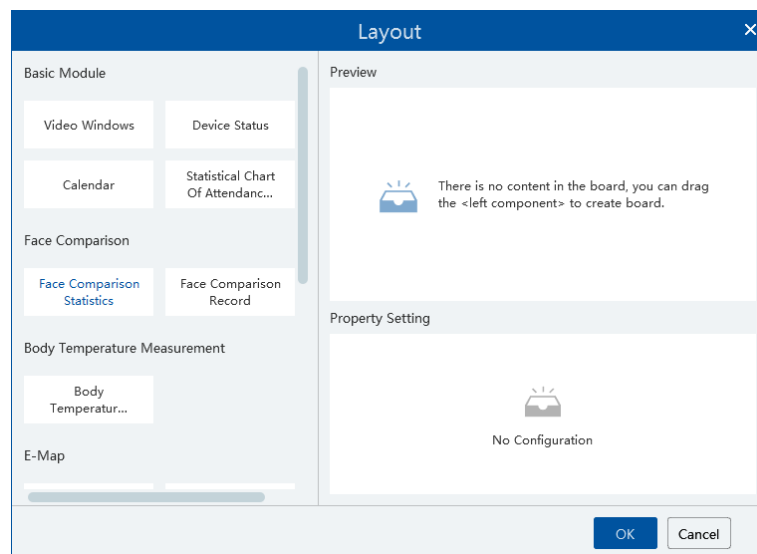 Layout
Basic Module
Video Windows
Device Status
Calendar
Statistical Chart
Of Attendanc...
Face Comparison
Face Comparison
Statistics
Face Comparison
Record
Body Temperature Measurement
Body
Temperatur...
E-Map
Preview
There is no content in the board, you can drag
the <left component> to create board.
Property Setting
No Configuration
OK
Cancel